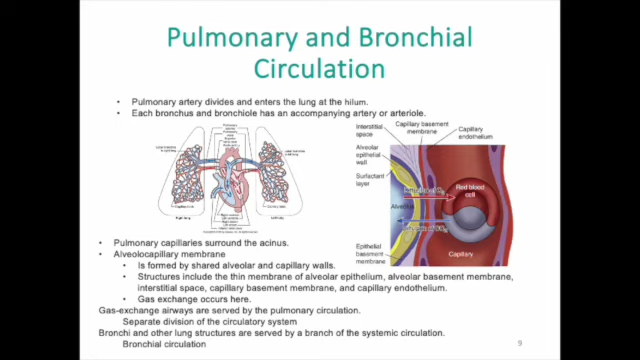 Pulmonary and Bronchial
Circulation
• Pulmonary artery divides and enters the lung at the hilum.
• Each bronchus and bronchiole has an accompanying artery or arteriole.
Interstitial
space
Capillary basement
membrane
Capillary
endothelium
Alveolar
epithelial
wall
Surfactant
layer
Alveolus
Red blood
cell
Epithelial
basement
membrane
Capillary
Right lung
Left lung
• Pulmonary capillaries surround the acinus.
• Alveolocapillary membrane
• Is formed by shared alveolar and capillary walls.
• Structures include the thin membrane of alveolar epithelium, alveolar basement membrane,
interstitial space, capillary basement membrane, and capillary endothelium.
• Gas exchange occurs here.
Gas-exchange airways are served by the pulmonary circulation.
Separate division of the circulatory system
Bronchi and other lung structures are served by a branch of the systemic circulation.
Bronchial circulation
9